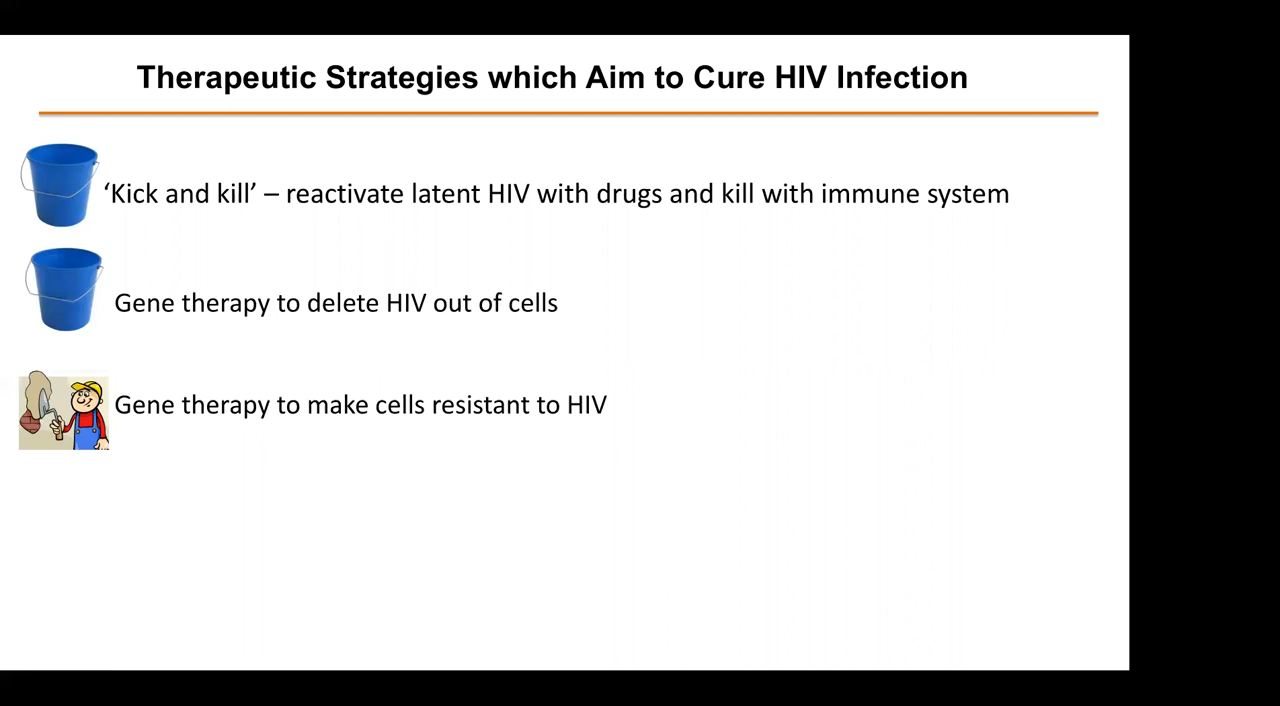 Therapeutic Strategies which Aim to Cure HIV Infection
‘Kick and kill’ – reactivate latent HIV with drugs and kill with immune system
Gene therapy to delete HIV out of cells
Gene therapy to make cells resistant to HIV